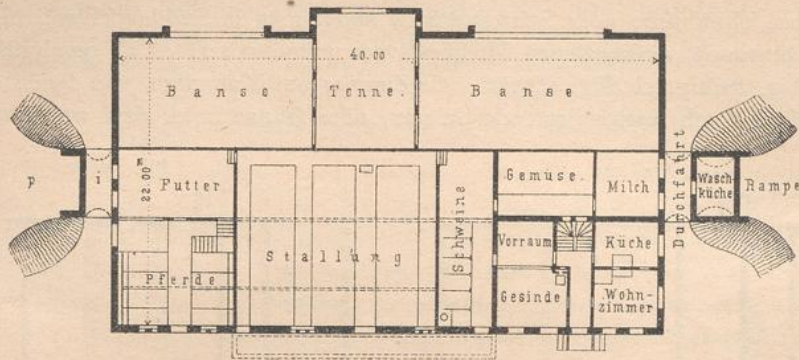 40.00
Banse Tenne. Banse
22.00 m
p i Futter Gemüse. Milch Durchfahrt Wasch-
küche Rampe
Schweine
Vorraum Küche
Pferde Stallung
Gesinde Wohn-
zimmer